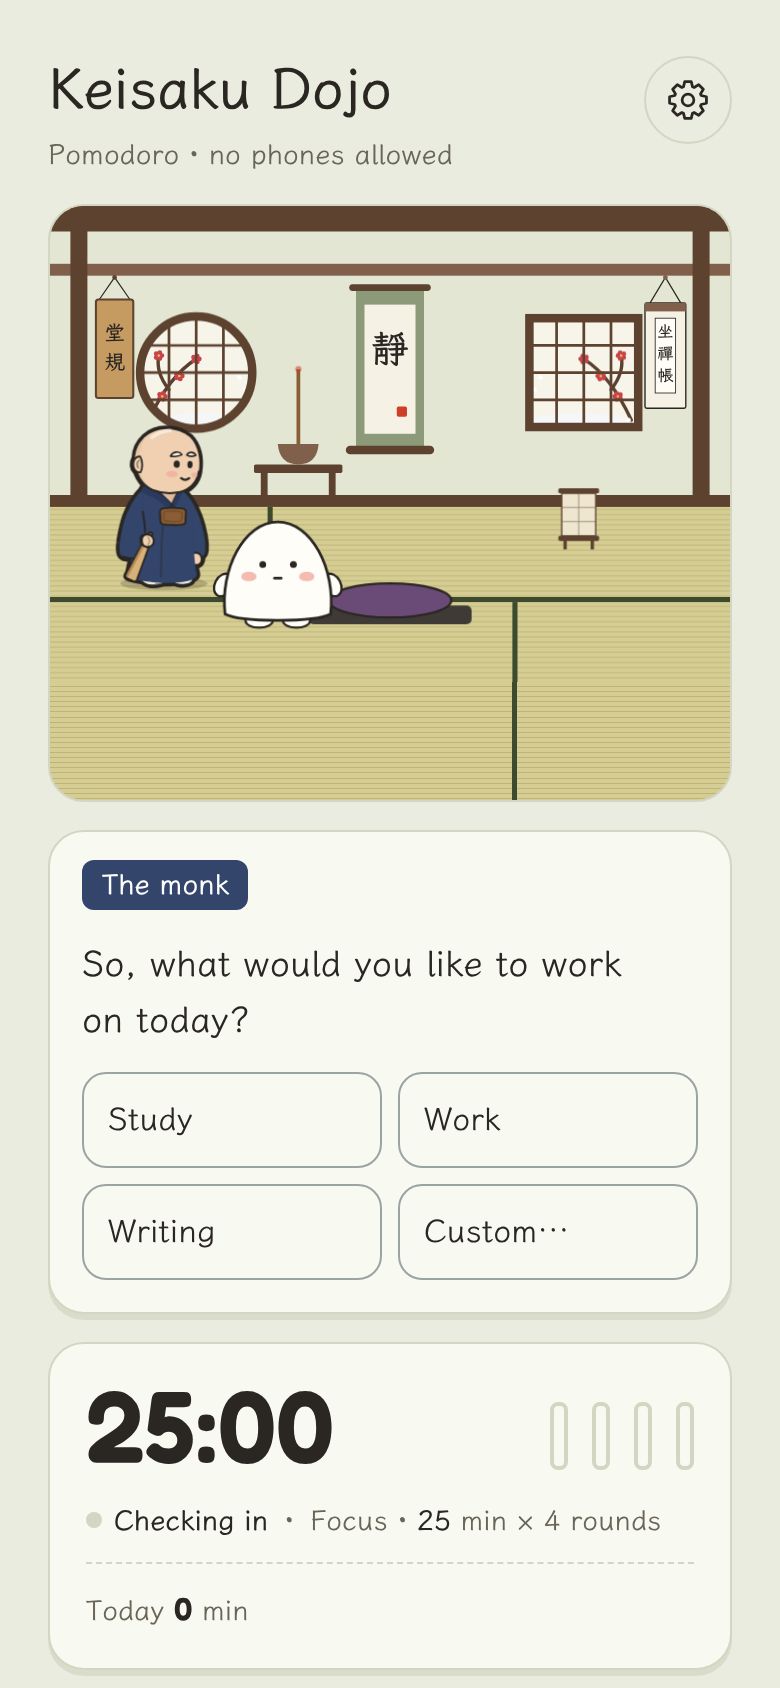 Keisaku Dojo
Pomodoro • no phones allowed
堂規
靜
坐禪帳
The monk
So, what would you like to work
on today?
Study
Work
Writing
Custom···
25:00
Checking in • Focus • 25 min × 4 rounds
Today 0 min